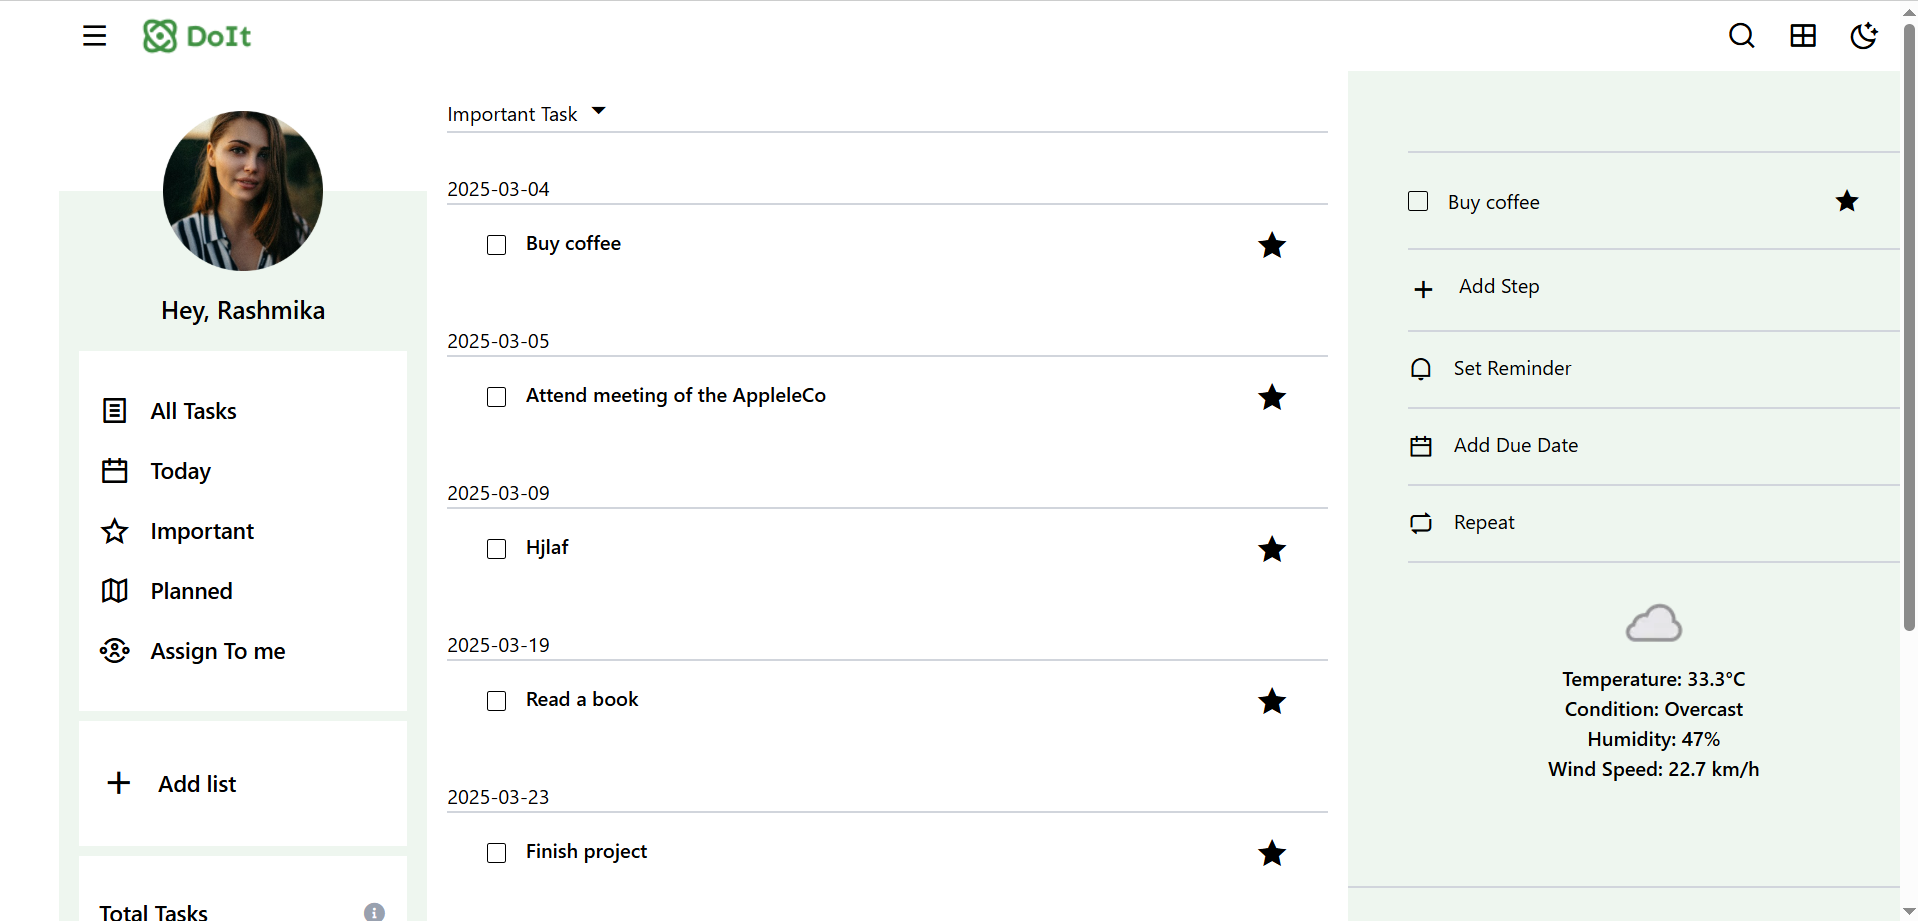 DoIt
Hey, Rashmika
All Tasks
Today
Important
Planned
Assign To me
Add list
Total Tasks
Important Task
2025-03-04
Buy coffee
2025-03-05
Attend meeting of the AppleleCo
2025-03-09
Hjlaf
2025-03-19
Read a book
2025-03-23
Finish project
Buy coffee
Add Step
Set Reminder
Add Due Date
Repeat
Temperature: 33.3°C
Condition: Overcast
Humidity: 47%
Wind Speed: 22.7 km/h